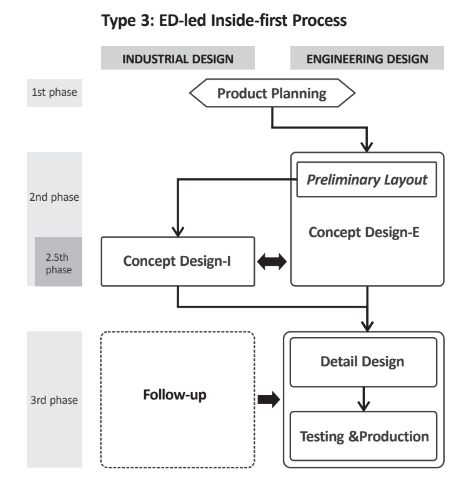 Type 3: ED-led Inside-first Process
INDUSTRIAL DESIGN
ENGINEERING DESIGN
1st phase
Product Planning
Preliminary Layout
2nd phase
Concept Design-E
2.5th
phase
Concept Design-I
Detail Design
3rd phase
Follow-up
Testing &Production